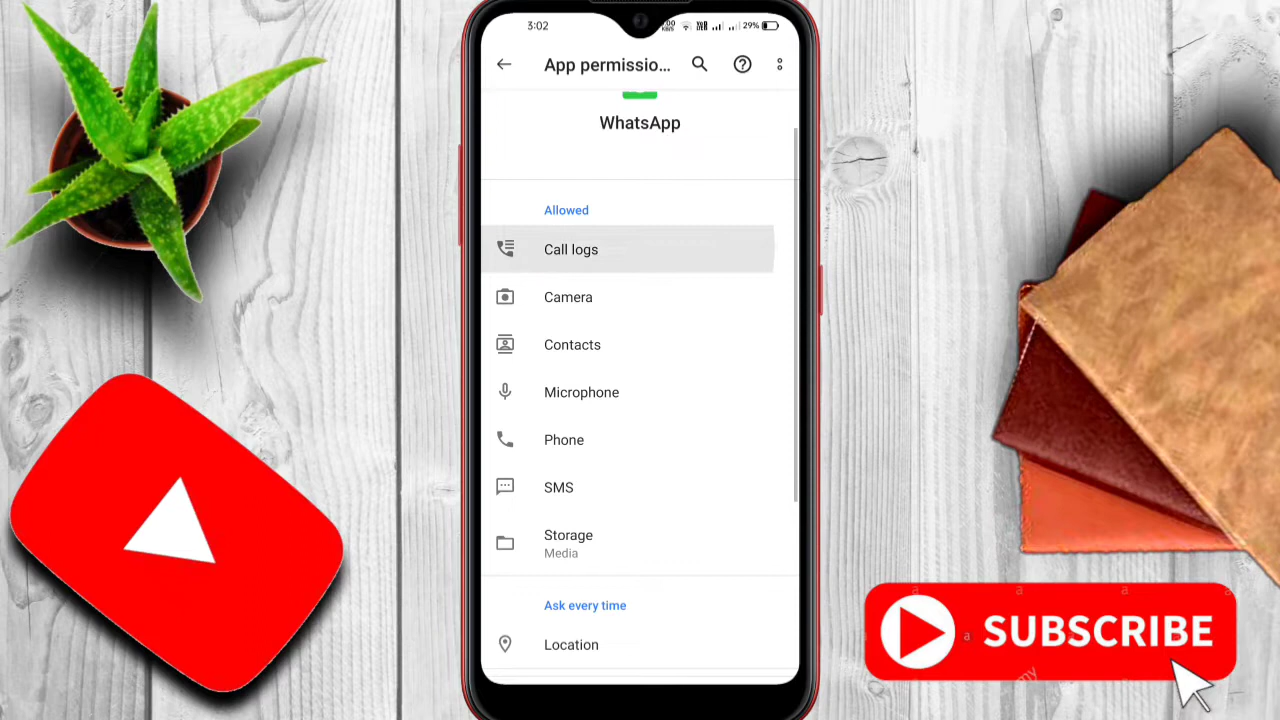 3:02
29%
App permissio...
WhatsApp
Allowed
Call logs
Camera
Contacts
Microphone
Phone
SMS
Storage
Media
Ask every time
Location
SUBSCRIBE
a a a a
a
my